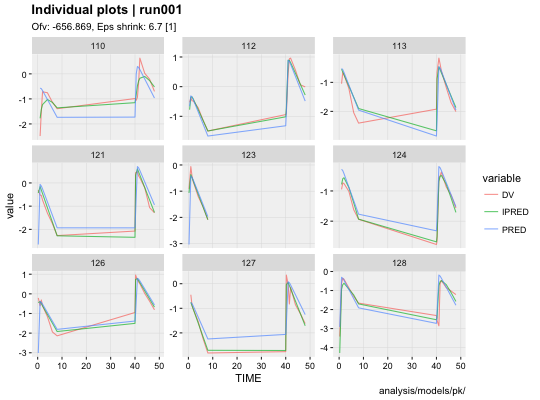 Individual plots | run001
Ofv: -656.869, Eps shrink: 6.7 [1]
110 112 113
0 -1 -2
1 0 -1
-1 -2
121 123 124
0 -1 -2
0 -1 -2 -3
-1 -2
126 127 128
1 0 -1 -2 -3
0 -1 -2
0 -1 -2 -3 -4
0 10 20 30 40 50 0 10 20 30 40 50 0 10 20 30 40 50
value
TIME
variable
DV
IPRED
PRED
analysis/models/pk/